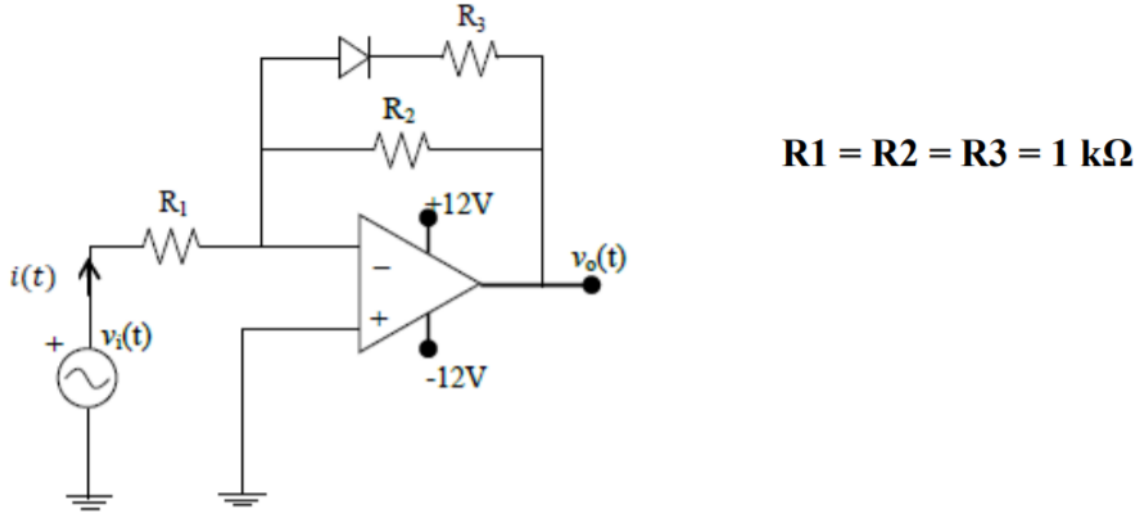 R₃
R₂
R1 = R2 = R3 = 1 kΩ
R₁
+12V
−
vₒ(t)
i(t)
+
+
vᵢ(t)
-12V